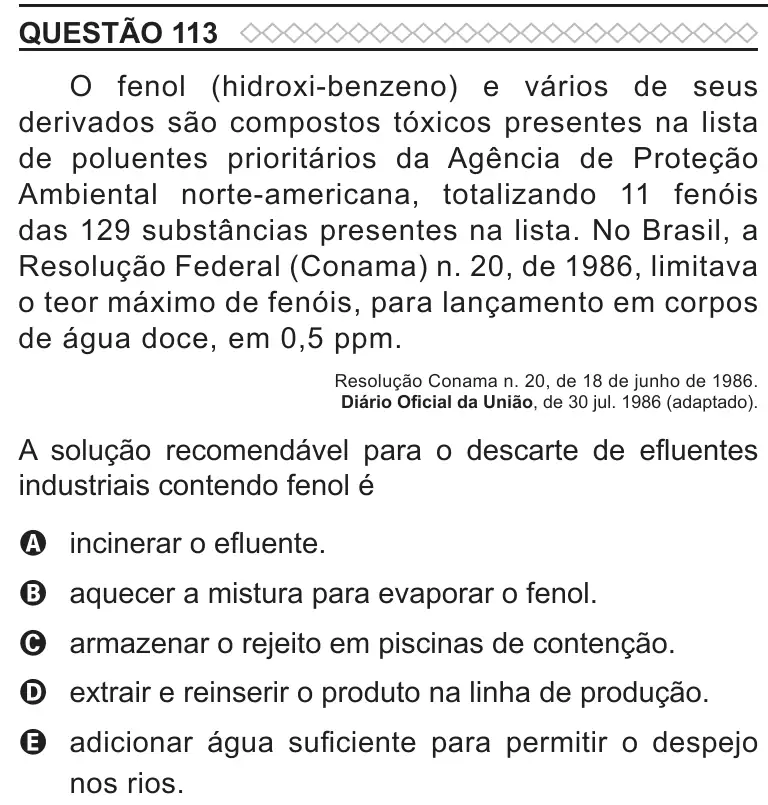 QUESTÃO 113
O fenol (hidroxi-benzeno) e vários de seus
derivados são compostos tóxicos presentes na lista
de poluentes prioritários da Agência de Proteção
Ambiental norte-americana, totalizando 11 fenóis
das 129 substâncias presentes na lista. No Brasil, a
Resolução Federal (Conama) n. 20, de 1986, limitava
o teor máximo de fenóis, para lançamento em corpos
de água doce, em 0,5 ppm.
Resolução Conama n. 20, de 18 de junho de 1986.
Diário Oficial da União, de 30 jul. 1986 (adaptado).
A solução recomendável para o descarte de efluentes
industriais contendo fenol é
A incinerar o efluente.
B aquecer a mistura para evaporar o fenol.
C armazenar o rejeito em piscinas de contenção.
D extrair e reinserir o produto na linha de produção.
E adicionar água suficiente para permitir o despejo
nos rios.